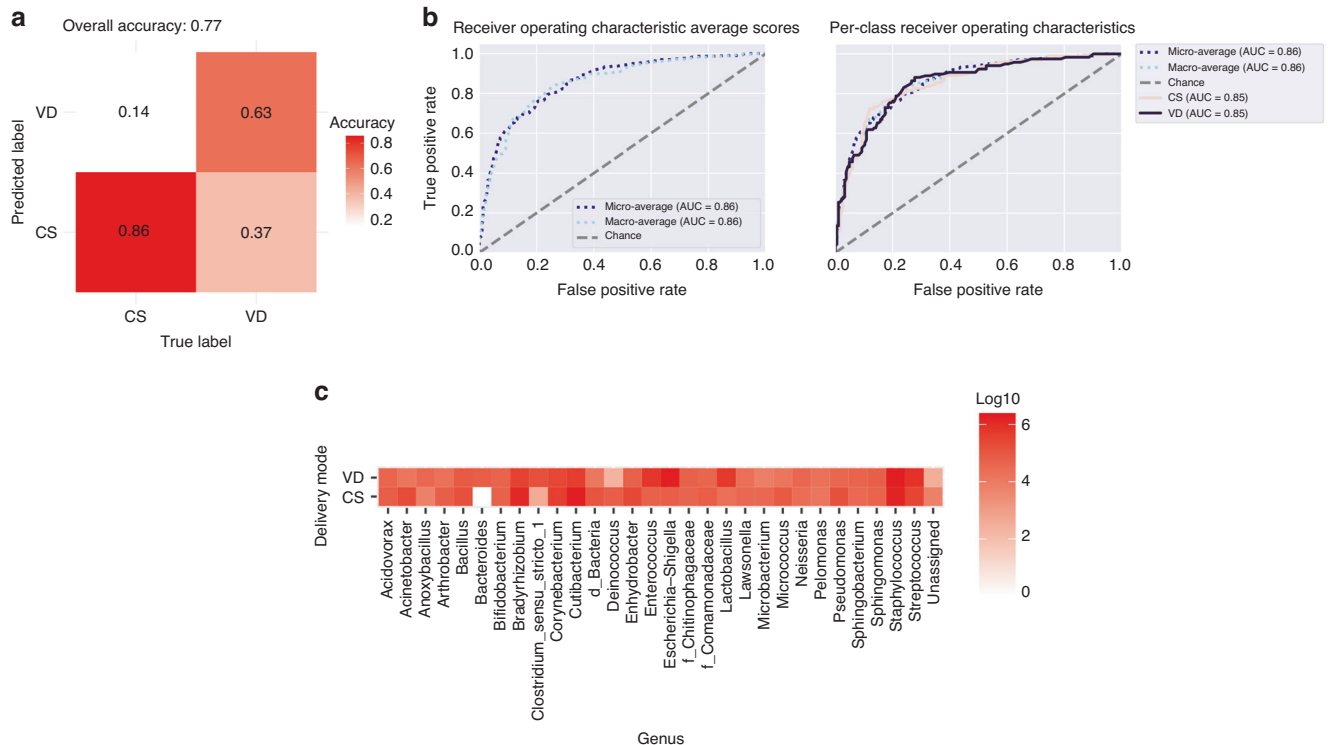 a
Overall accuracy: 0.77
Predicted label
VD
CS
0.14
0.63
0.86
0.37
CS
VD
True label
Accuracy
0.8
0.6
0.4
0.2
b
Receiver operating characteristic average scores
True positive rate
1.0
0.8
0.6
0.4
0.2
0.0
0.0
0.2
0.4
0.6
0.8
1.0
False positive rate
Micro-average (AUC = 0.86)
Macro-average (AUC = 0.86)
Chance
Per-class receiver operating characteristics
0.0
0.2
0.4
0.6
0.8
1.0
False positive rate
Micro-average (AUC = 0.86)
Macro-average (AUC = 0.86)
Chance
CS (AUC = 0.85)
VD (AUC = 0.85)
c
Delivery mode
VD
CS
Acidovorax
Acinetobacter
Anoxybacillus
Arthrobacter
Bacillus
Bacteroides
Bifidobacterium
Bradyrhizobium
Clostridium_sensu_stricto_1
Corynebacterium
Cutibacterium
d_Bacteria
Deinococcus
Enhydrobacter
Enterococcus
Escherichia–Shigella
f_Chitinophagaceae
f_Comamonadaceae
Lactobacillus
Lawsonella
Microbacterium
Micrococcus
Neisseria
Pelomonas
Pseudomonas
Sphingobacterium
Sphingomonas
Staphylococcus
Streptococcus
Unassigned
Genus
Log10
6
4
2
0